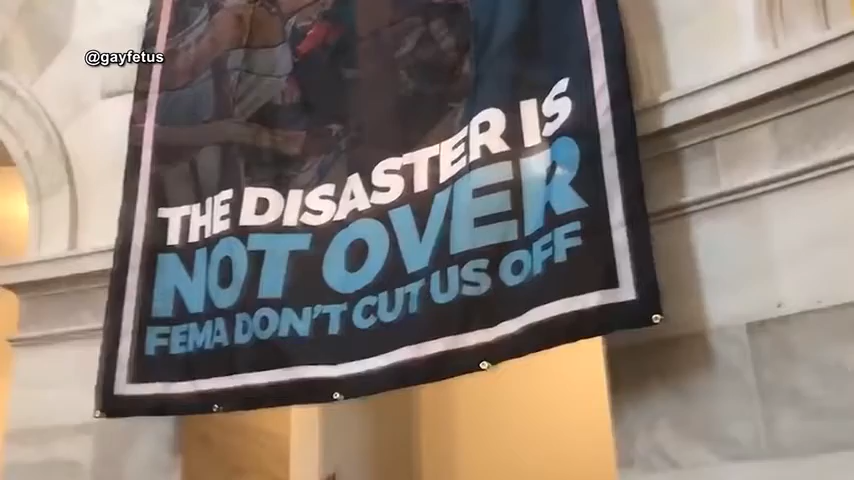 @gayfetus
THE DISASTER IS
NOT OVER
FEMA DON'T CUT US OFF